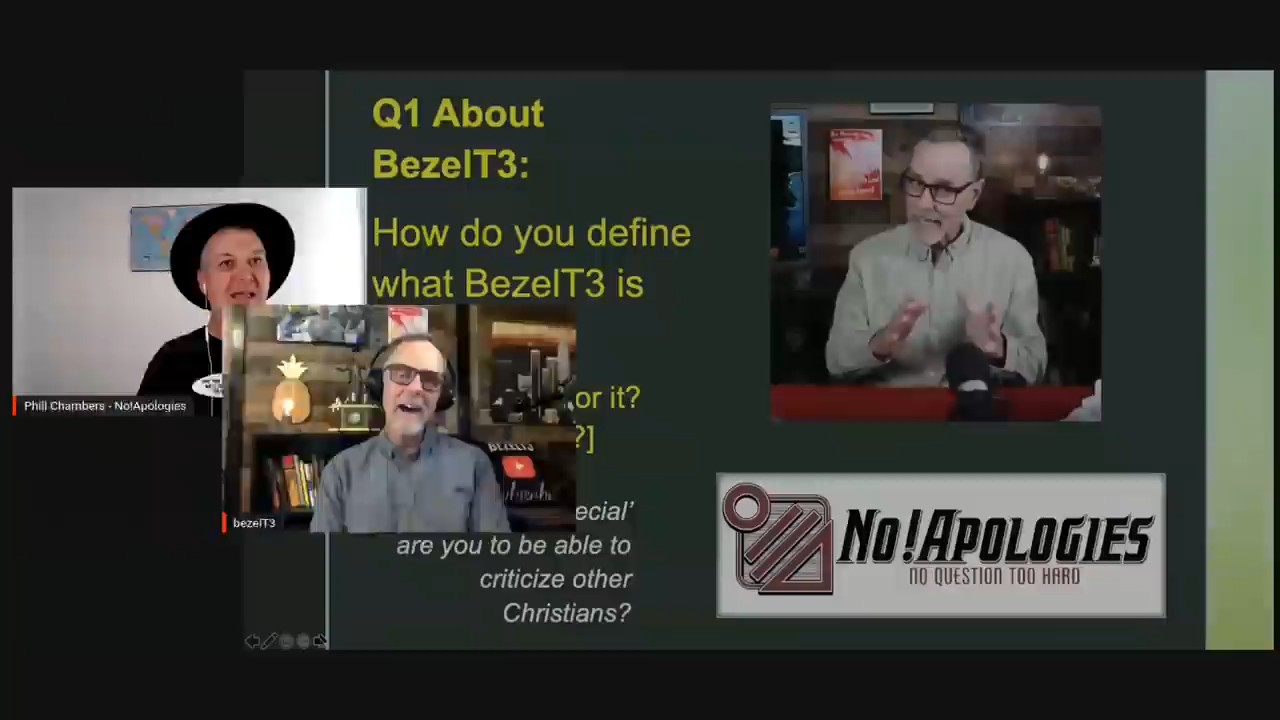 Q1 About
BezelT3:
How do you define
what BezelT3 is
or it?
?]
ecial'
are you to be able to
criticize other
Christians?
Phill Chambers - No!Apologies
bezelT3
BEZELT3
No!Apologies
NO QUESTION TOO HARD